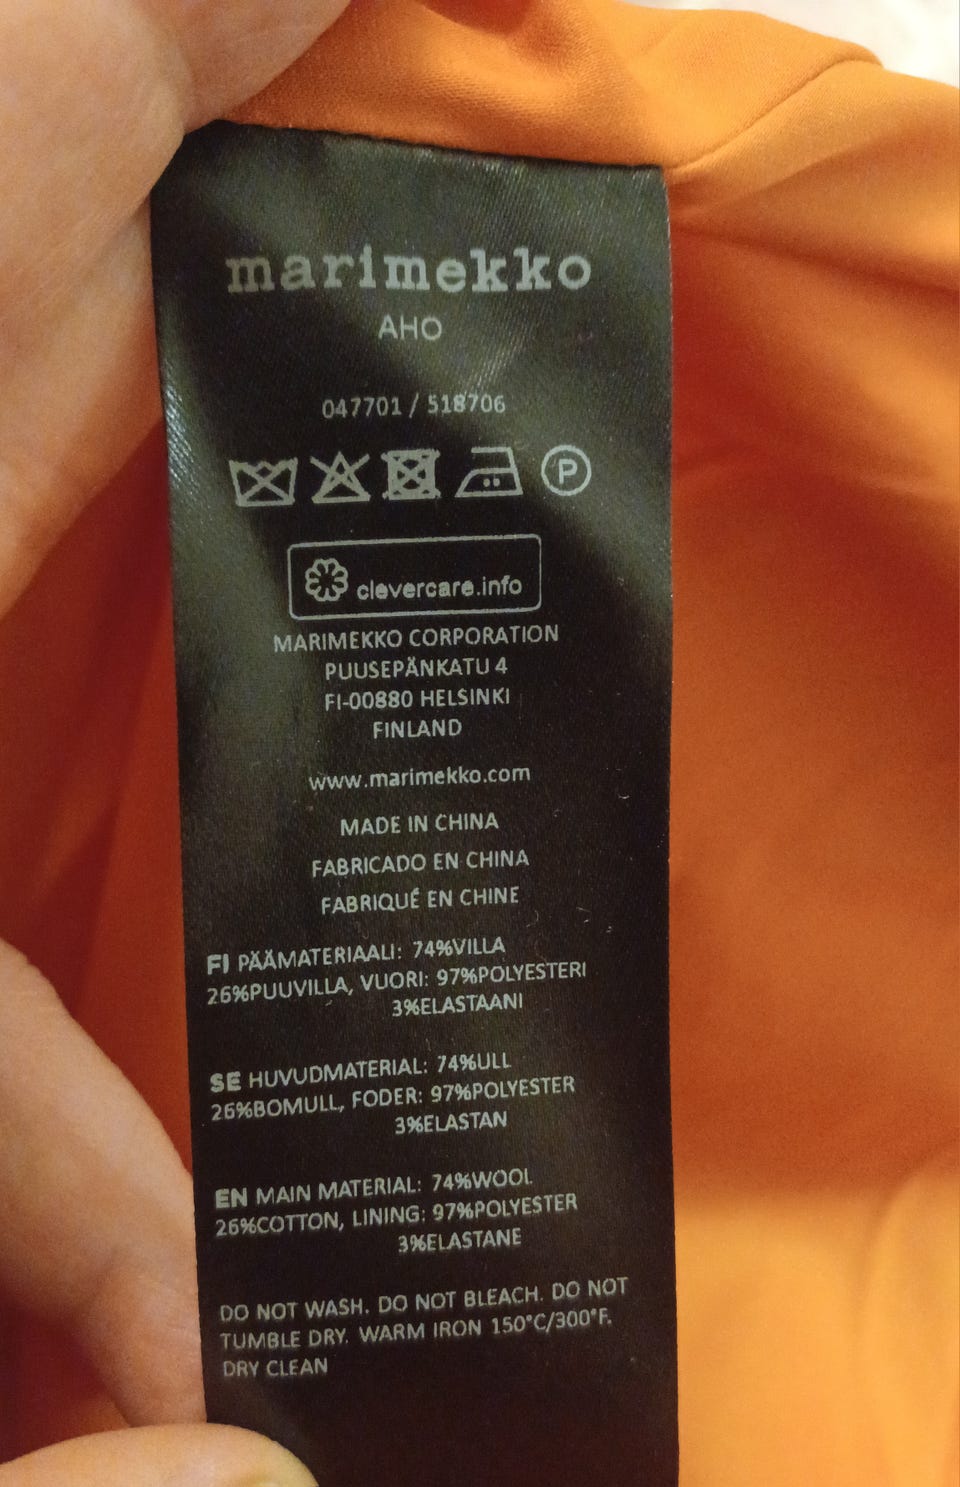 marimekko
AHO
047701 / 518706
P
clevercare.info
MARIMEKKO CORPORATION
PUUSEPÄNKATU 4
FI-00880 HELSINKI
FINLAND
www.marimekko.com
MADE IN CHINA
FABRICADO EN CHINA
FABRIQUÉ EN CHINE
FI PÄÄMATERIAALI: 74%VILLA
26%PUUVILLA, VUORI: 97%POLYESTERI
3%ELASTAANI
SE HUVUDMATERIAL: 74%ULL
26%BOMULL, FODER: 97%POLYESTER
3%ELASTAN
EN MAIN MATERIAL: 74%WOOL
26%COTTON, LINING: 97%POLYESTER
3%ELASTANE
DO NOT WASH. DO NOT BLEACH. DO NOT
TUMBLE DRY. WARM IRON 150°C/300°F.
DRY CLEAN